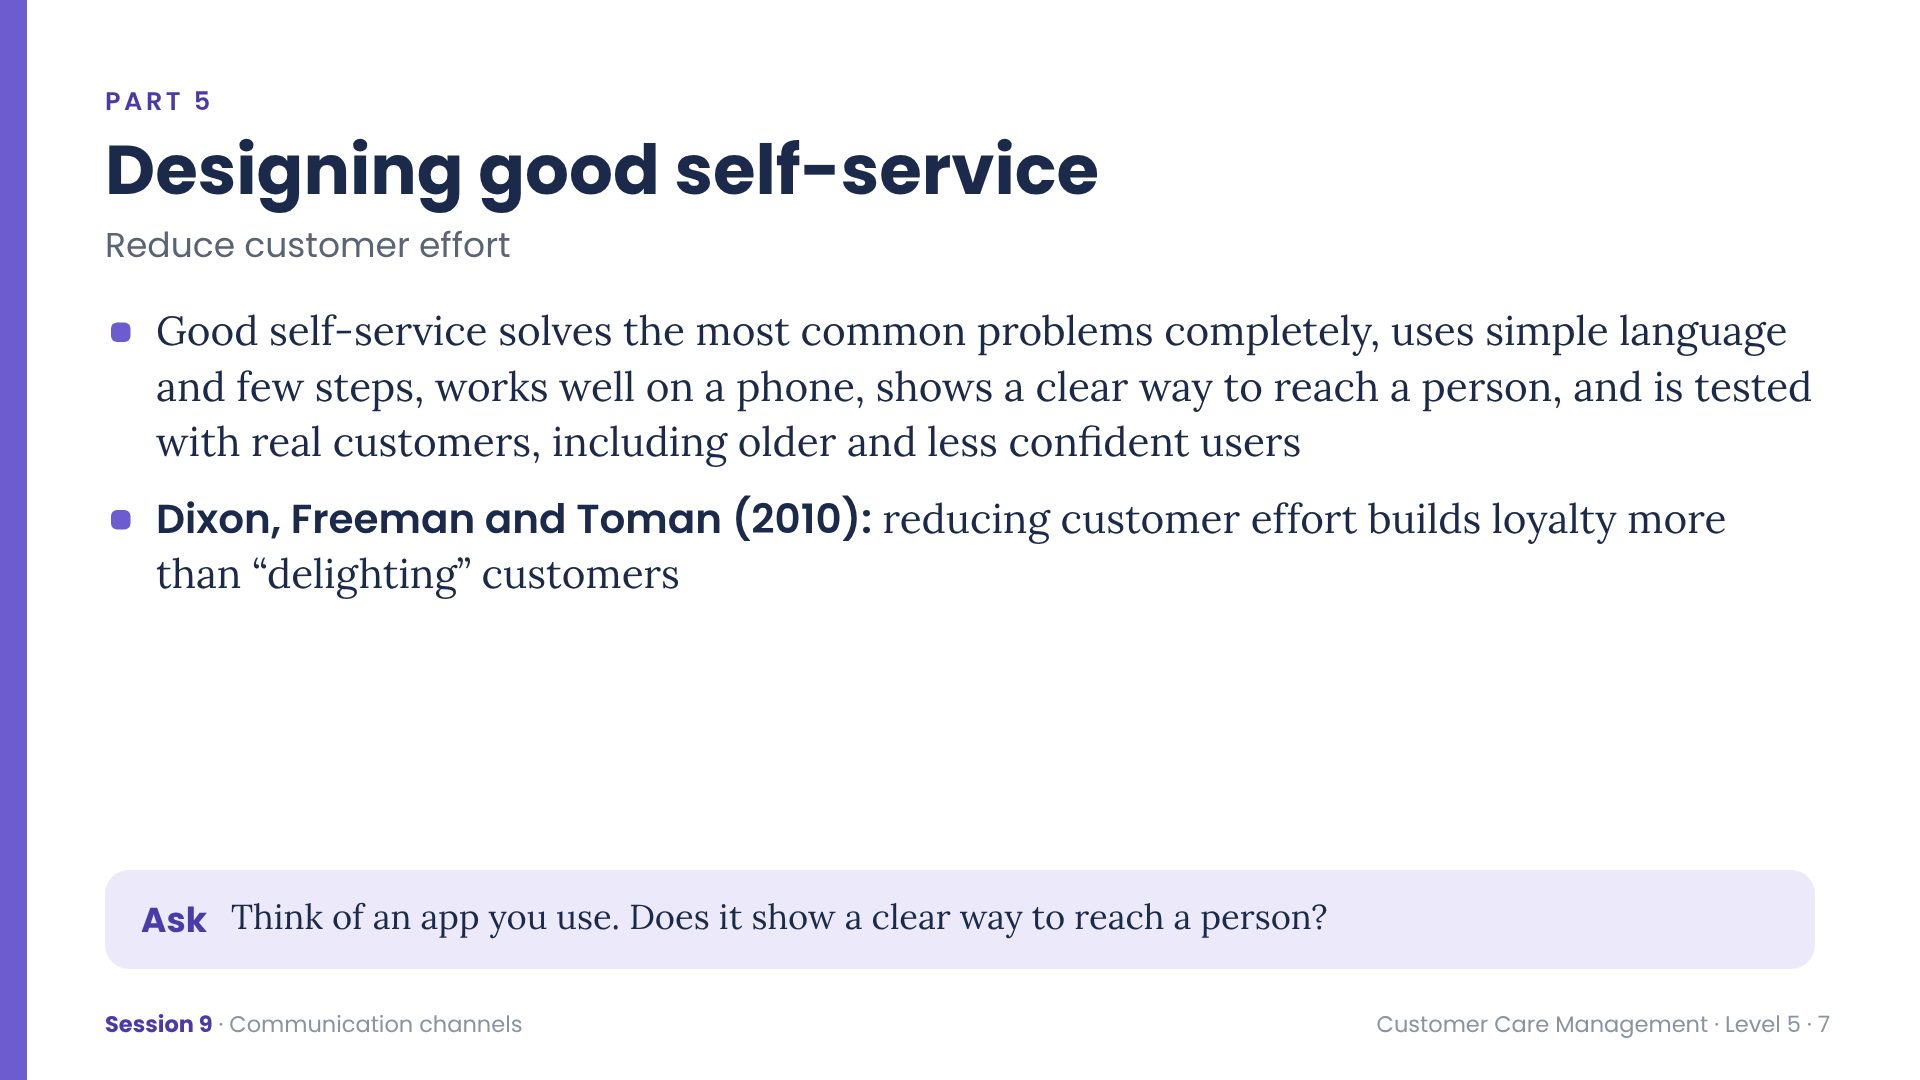 PART 5
Designing good self-service
Reduce customer effort
Good self-service solves the most common problems completely, uses simple language
and few steps, works well on a phone, shows a clear way to reach a person, and is tested
with real customers, including older and less confident users
Dixon, Freeman and Toman (2010): reducing customer effort builds loyalty more
than “delighting” customers
Ask Think of an app you use. Does it show a clear way to reach a person?
Session 9 · Communication channels
Customer Care Management · Level 5 · 7